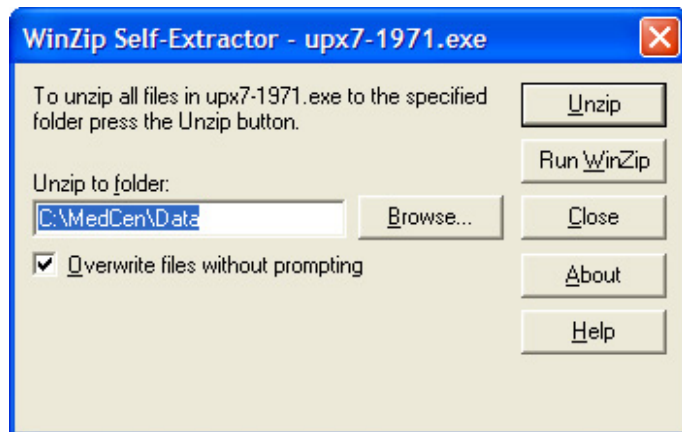 WinZip Self-Extractor - upx7-1971.exe
To unzip all files in upx7-1971.exe to the specified
folder press the Unzip button.
Unzip to folder:
C:\MedCen\Data
Browse...
Overwrite files without prompting
Unzip
Run WinZip
Close
About
Help